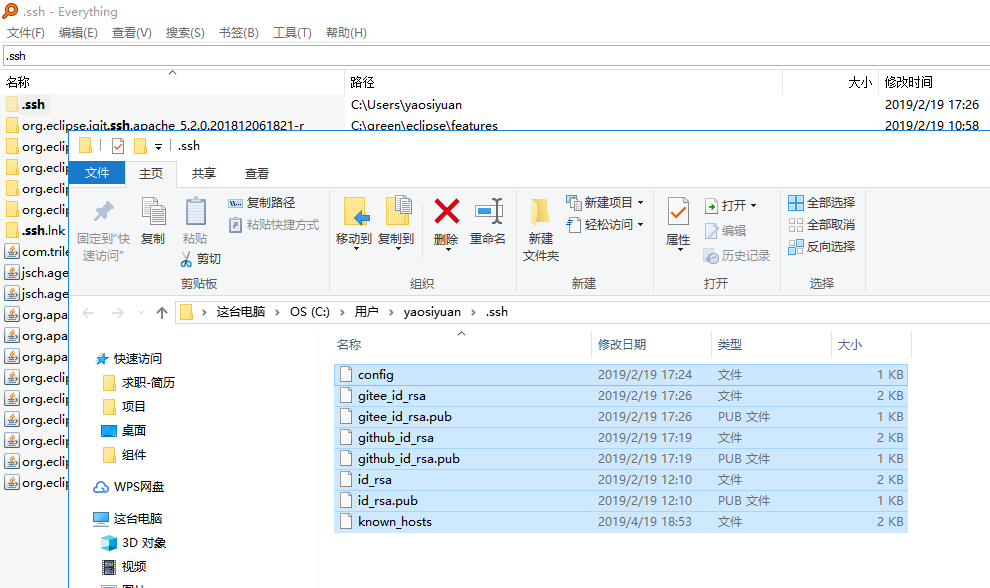 .ssh - Everything
文件(F) 编辑(E) 查看(V) 搜索(S) 书签(B) 工具(T) 帮助(H)
.ssh
名称 路径 大小 修改时间
.ssh C:\Users\yaosiyuan 2019/2/19 17:26
org.eclipse.jgit.ssh.apache_5.2.0.201812061821-r C:\green\eclipse\features 2019/2/19 10:58
org.eclip
org.eclip
org.eclip
org.eclip
.ssh.lnk
com.trile
jsch.age
jsch.age
org.apa
org.apa
org.apa
org.eclip
org.eclip
org.eclip
org.eclip
org.eclip
org.eclip
.ssh
文件 主页 共享 查看
固定到“快速访问”
复制
粘贴
复制路径
粘贴快捷方式
剪切
剪贴板
移动到 复制到 删除 重命名
组织
新建
文件夹
新建项目
轻松访问
新建
属性
打开
编辑
历史记录
打开
全部选择
全部取消
反向选择
选择
这台电脑 OS (C:) 用户 yaosiyuan .ssh
快速访问
求职-简历
项目
桌面
组件
WPS网盘
这台电脑
3D 对象
视频
名称 修改日期 类型 大小
config 2019/2/19 17:24 文件 1 KB
gitee_id_rsa 2019/2/19 17:26 文件 2 KB
gitee_id_rsa.pub 2019/2/19 17:26 PUB 文件 1 KB
github_id_rsa 2019/2/19 17:19 文件 2 KB
github_id_rsa.pub 2019/2/19 17:19 PUB 文件 1 KB
id_rsa 2019/2/19 12:10 文件 2 KB
id_rsa.pub 2019/2/19 12:10 PUB 文件 1 KB
known_hosts 2019/4/19 18:53 文件 2 KB